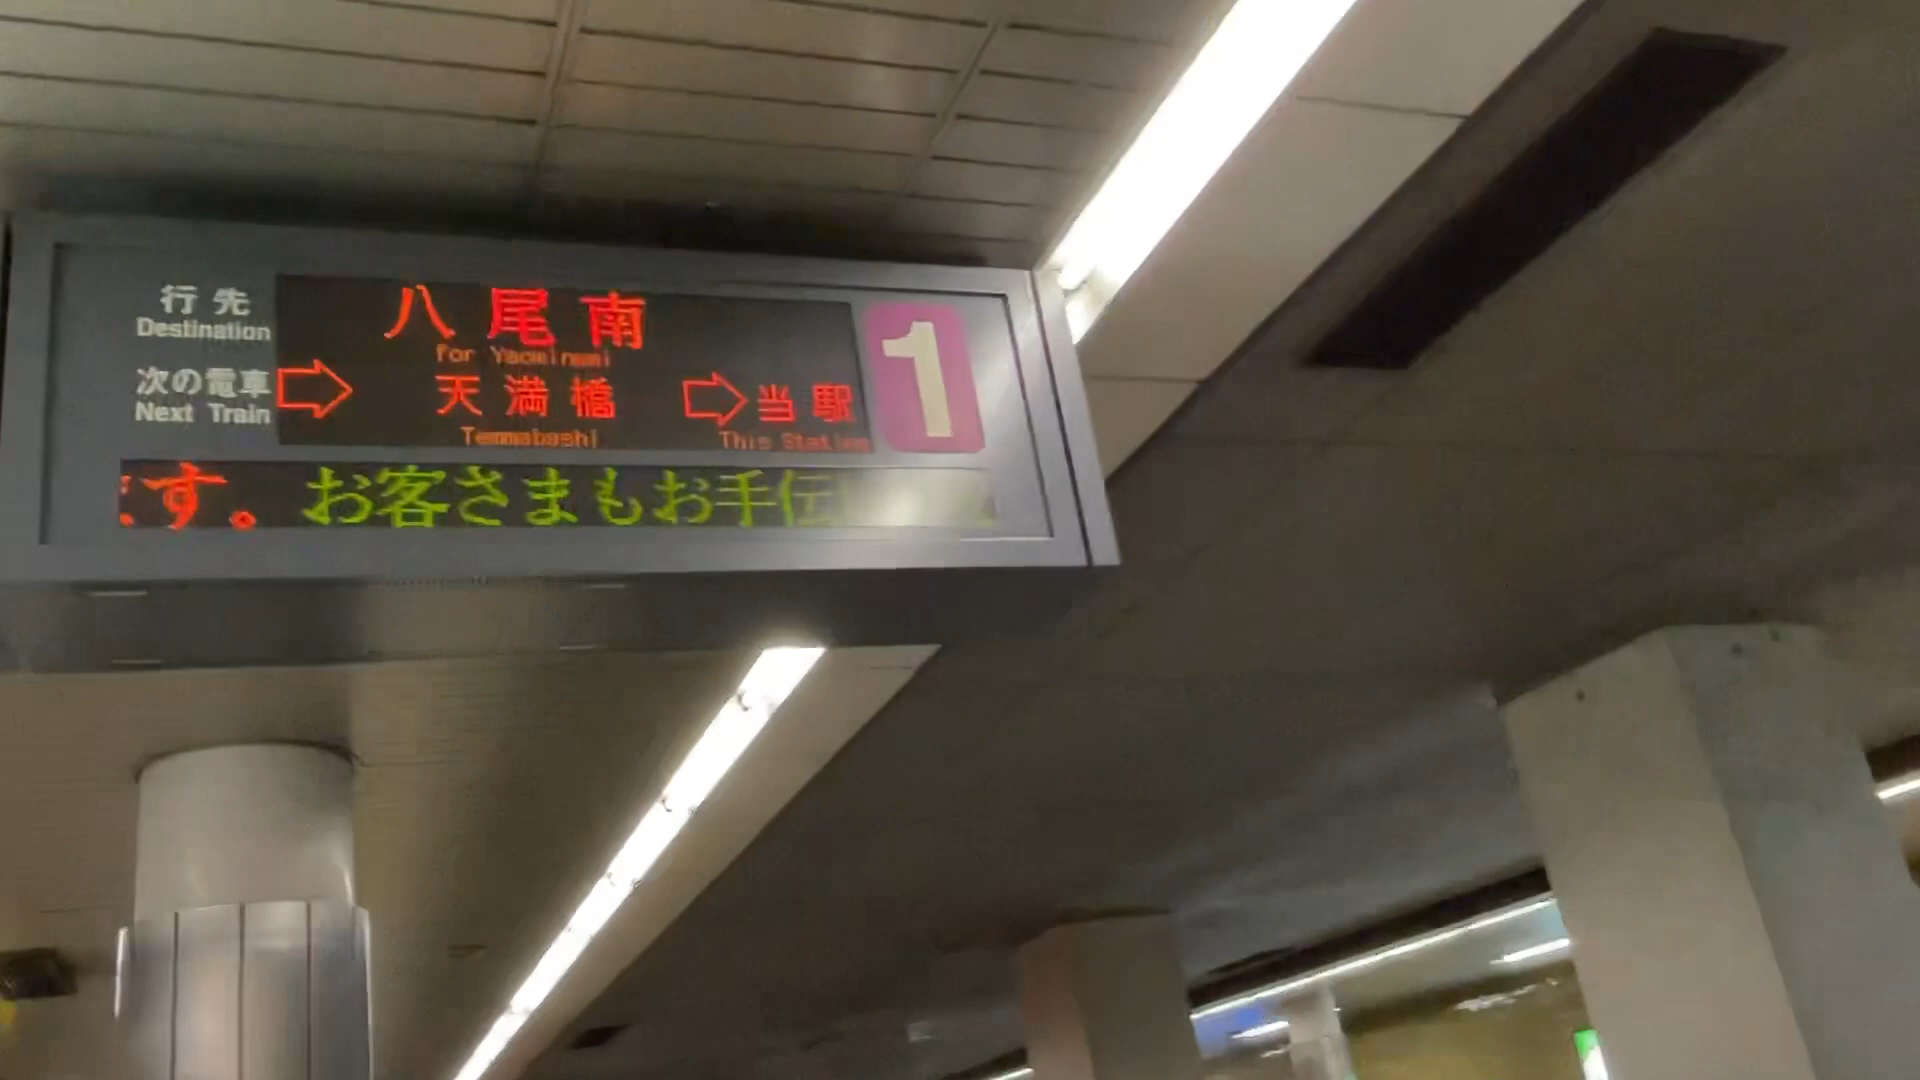 行先
Destination
八尾南
for Yaominami
次の電車
Next Train
天満橋
Temmabashi
当駅
This Station
1
す。お客さまもお手伝